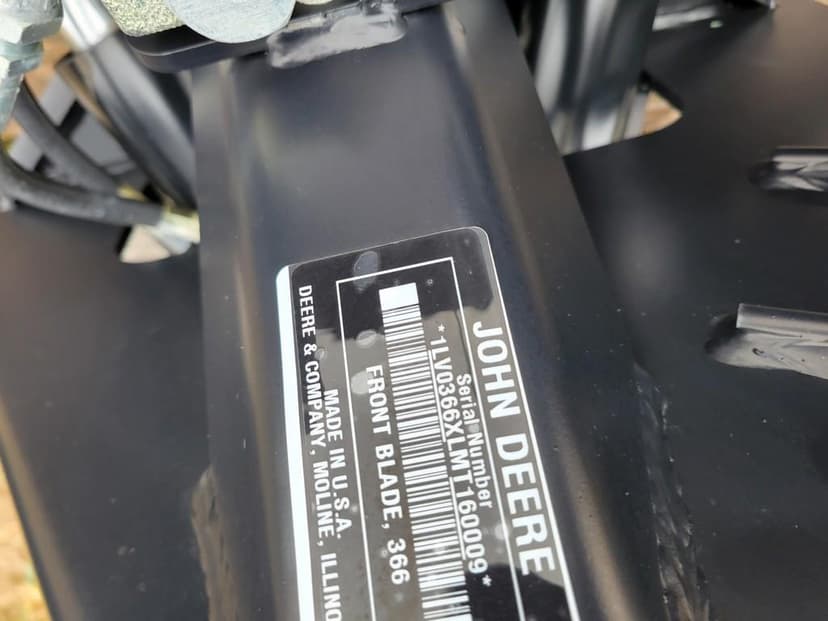 JOHN DEERE
Serial Number
*1LV0366XLMT160009*
FRONT BLADE, 366
MADE IN U.S.A.
DEERE & COMPANY, MOLINE, ILLINO